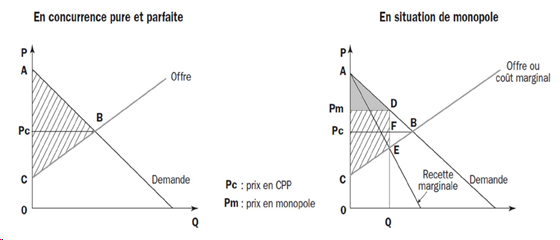 En concurrence pure et parfaite
P
A
Offre
B
Pc
C
Demande
0
Q
Pc : prix en CPP
Pm : prix en monopole
En situation de monopole
P
Offre ou
coût marginal
A
Pm
D
Pc
F
B
E
C
Recette
marginale
Demande
0
Q